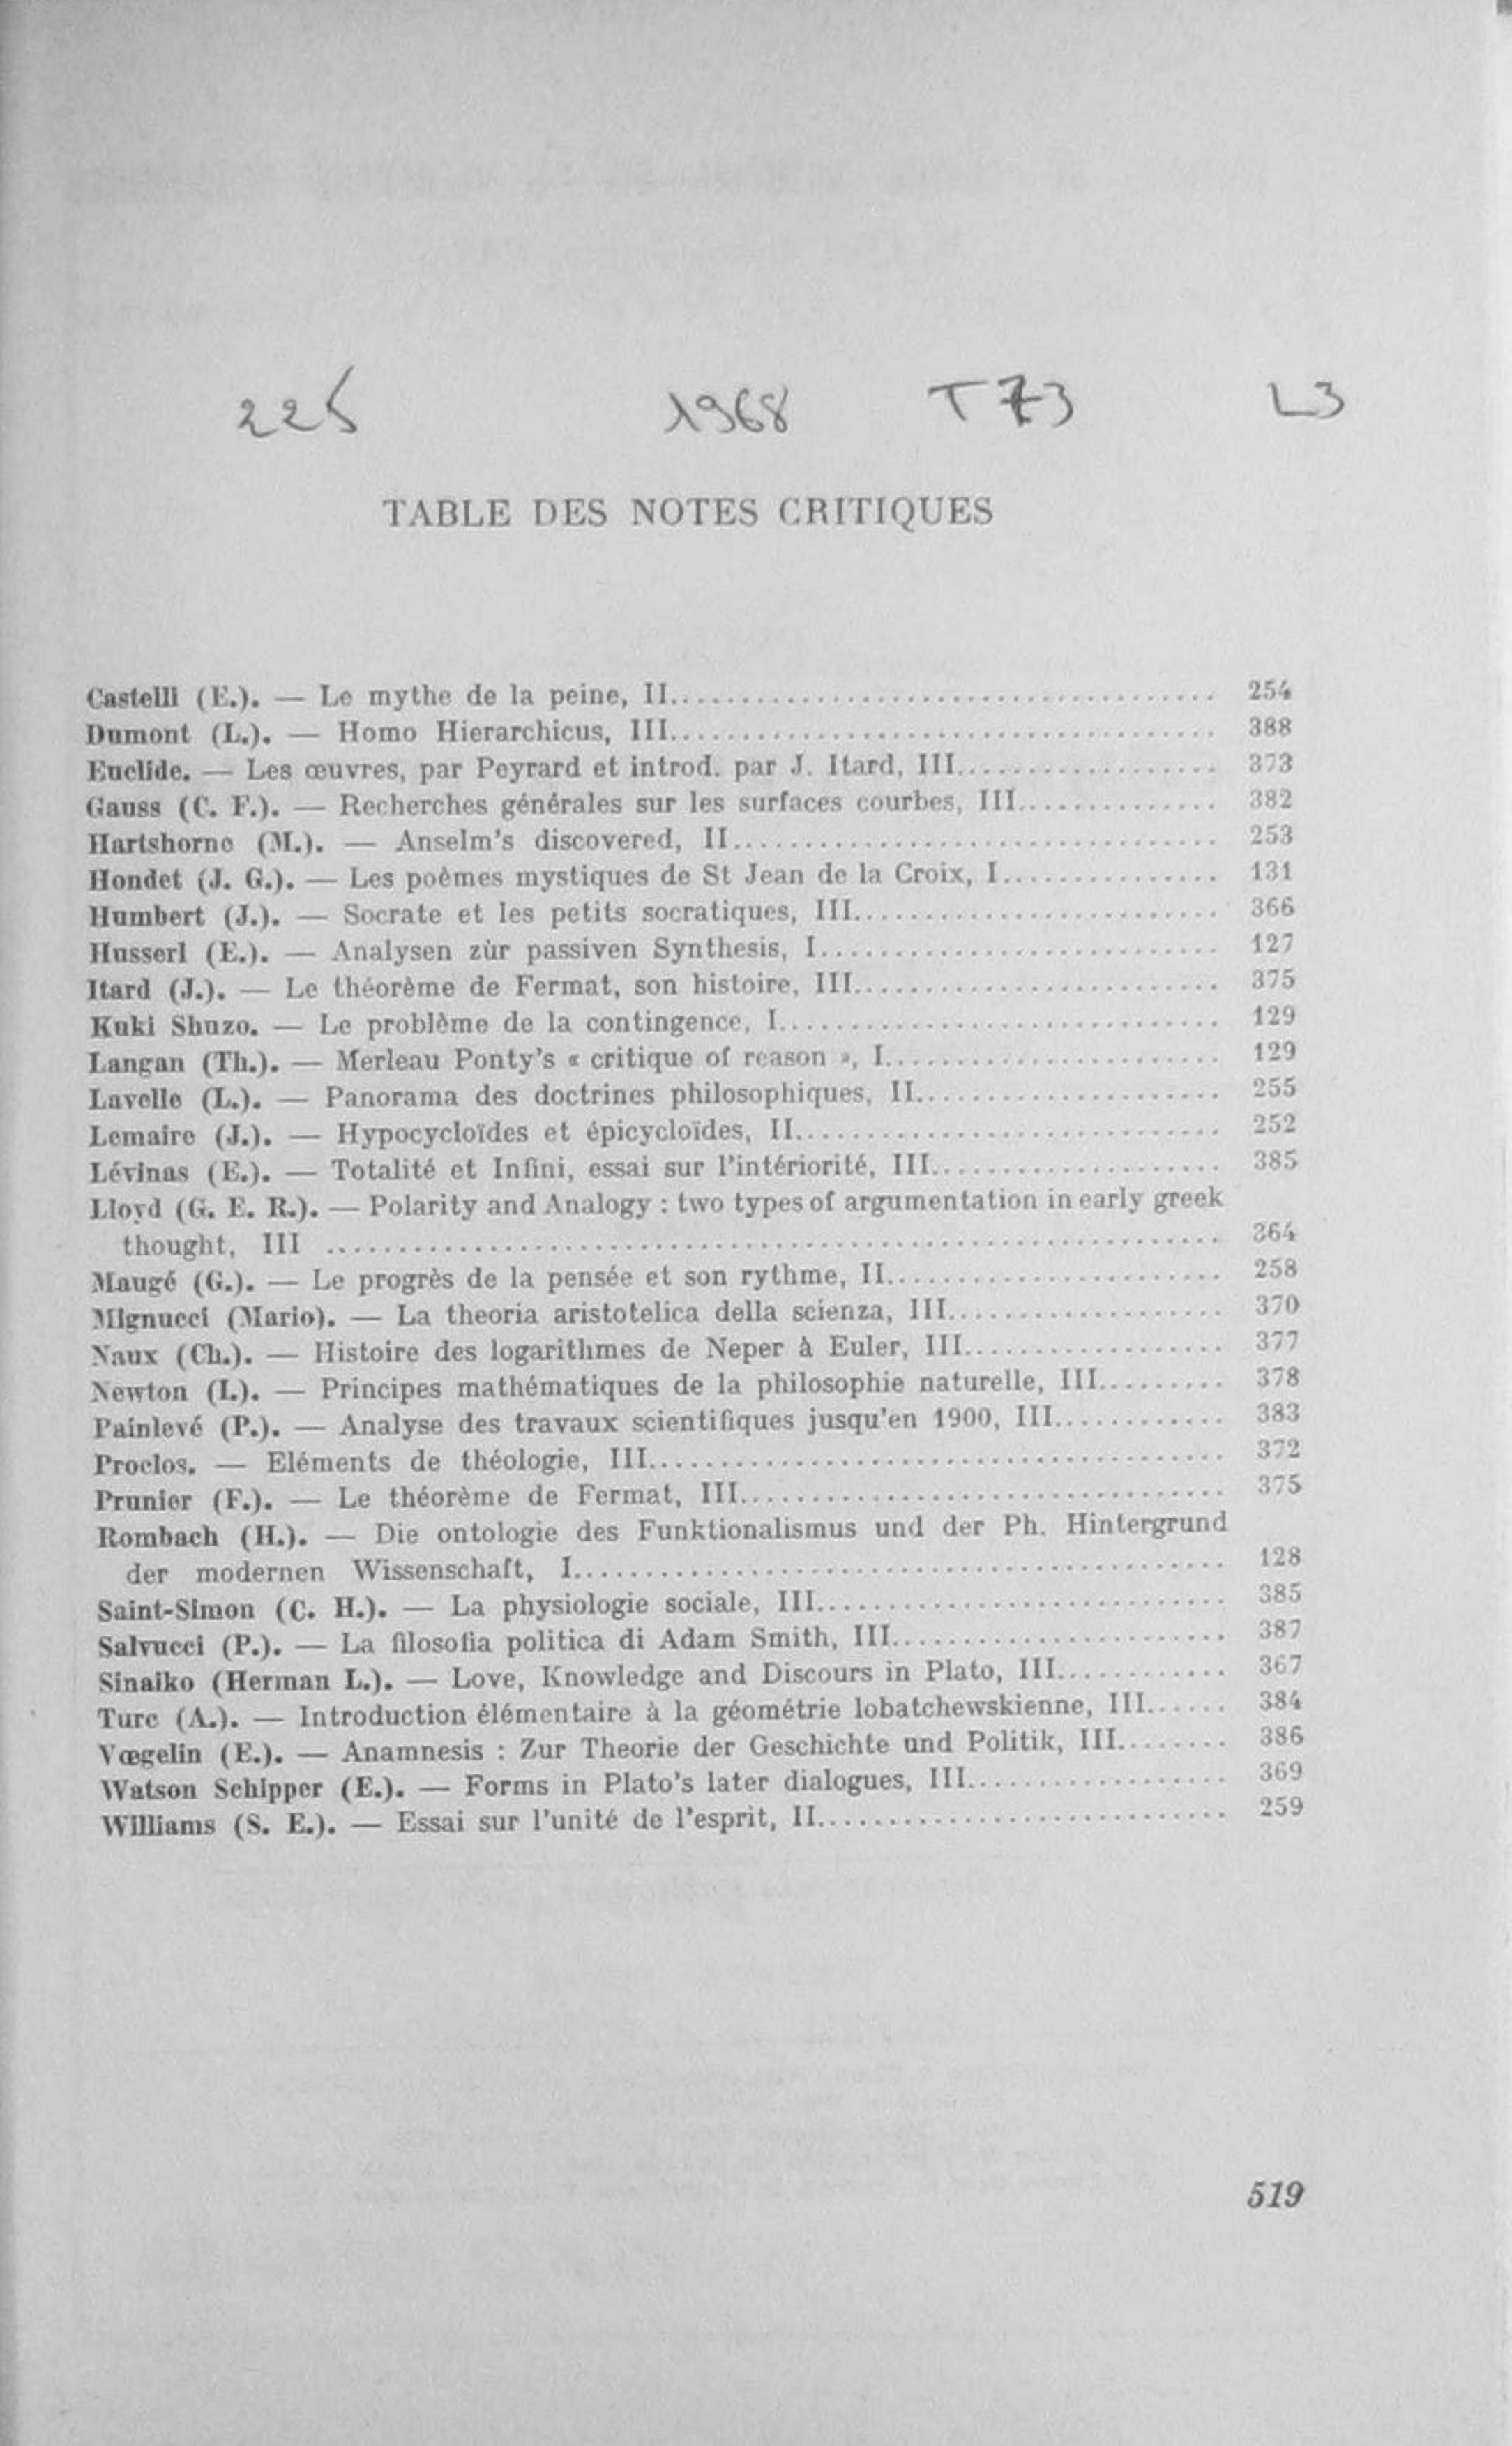 225 1968 T73 L3
TABLE DES NOTES CRITIQUES
Castelli (E.). — Le mythe de la peine, II........................................ 254
Dumont (L.). — Homo Hierarchicus, III........................................ 388
Euclide. — Les œuvres, par Peyrard et introd. par J. Itard, III.................. 373
Gauss (C. F.). — Recherches générales sur les surfaces courbes, III.............. 382
Hartshorne (M.). — Anselm's discovered, II.................................. 253
Hondet (J. G.). — Les poèmes mystiques de St Jean de la Croix, I............... 131
Humbert (J.). — Socrate et les petits socratiques, III.......................... 366
Husserl (E.). — Analysen zùr passiven Synthesis, I............................ 127
Itard (J.). — Le théorème de Fermat, son histoire, III.......................... 375
Kuki Shuzo. — Le problème de la contingence, I............................... 129
Langan (Th.). — Merleau Ponty's « critique of reason », I........................ 129
Lavelle (L.). — Panorama des doctrines philosophiques, II...................... 255
Lemaire (J.). — Hypocycloïdes et épicycloïdes, II.............................. 252
Lévinas (E.). — Totalité et Infini, essai sur l'intériorité, III..................... 385
Lloyd (G. E. R.). — Polarity and Analogy : two types of argumentation in early greek
thought, III ............................................................... 364
Maugé (G.). — Le progrès de la pensée et son rythme, II........................ 258
Mignucci (Mario). — La theoria aristotelica della scienza, III.................... 370
Naux (Ch.). — Histoire des logarithmes de Neper à Euler, III................... 377
Newton (I.). — Principes mathématiques de la philosophie naturelle, III......... 378
Painlevé (P.). — Analyse des travaux scientifiques jusqu'en 1900, III............ 383
Proclos. — Eléments de théologie, III......................................... 372
Prunier (F.). — Le théorème de Fermat, III................................... 375
Rombach (H.). — Die ontologie des Funktionalismus und der Ph. Hintergrund
der modernen Wissenschaft, I.............................................. 128
Saint-Simon (C. H.). — La physiologie sociale, III............................. 385
Salvucci (P.). — La filosofia politica di Adam Smith, III........................ 387
Sinaiko (Herman L.). — Love, Knowledge and Discours in Plato, III............ 367
Turc (A.). — Introduction élémentaire à la géométrie lobatchewskienne, III...... 384
Vœgelin (E.). — Anamnesis : Zur Theorie der Geschichte und Politik, III........ 386
Watson Schipper (E.). — Forms in Plato's later dialogues, III.................. 369
Williams (S. E.). — Essai sur l'unité de l'esprit, II............................. 259
519